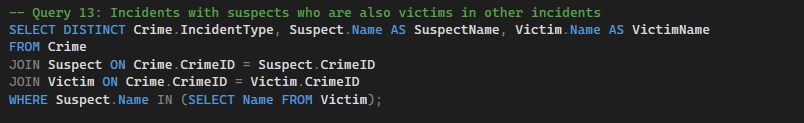 -- Query 13: Incidents with suspects who are also victims in other incidents
SELECT DISTINCT Crime.IncidentType, Suspect.Name AS SuspectName, Victim.Name AS VictimName
FROM Crime
JOIN Suspect ON Crime.CrimeID = Suspect.CrimeID
JOIN Victim ON Crime.CrimeID = Victim.CrimeID
WHERE Suspect.Name IN (SELECT Name FROM Victim);